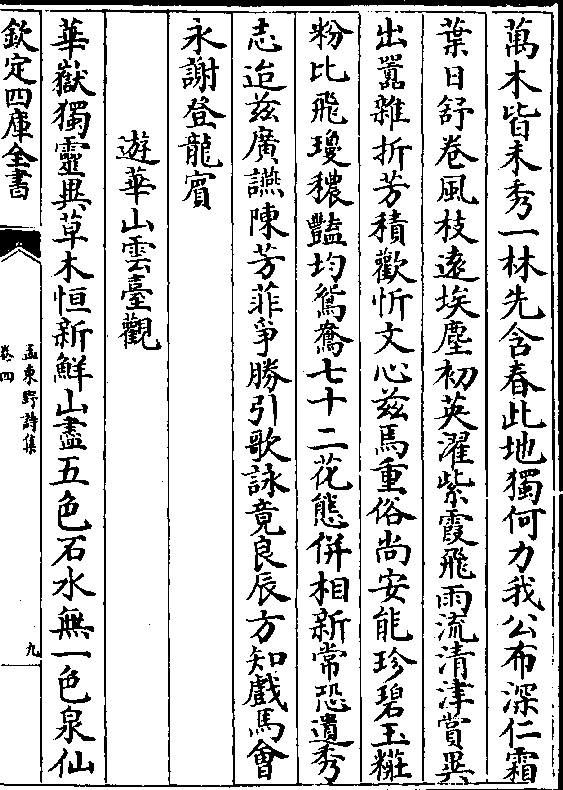 萬木皆未秀一林先含春此地獨何力我公布深仁霜
葉日舒卷風枝遠埃塵初英濯紫霞飛雨流清津賞異
出囂雜折芳積歡忻文心茲焉重俗尚安能珍碧玉粧
粉比飛瓊穠豔均鴛鴦七十二花態併相新常恐遺秀
志迨茲廣讌陳芳菲爭勝引歌詠竟良辰方知戲馬會
永謝登龍賓
遊華山雲臺觀
華嶽獨靈異草木恒新鮮山盡五色石水無一色泉仙
欽定四庫全書
孟東野詩集
卷四
九